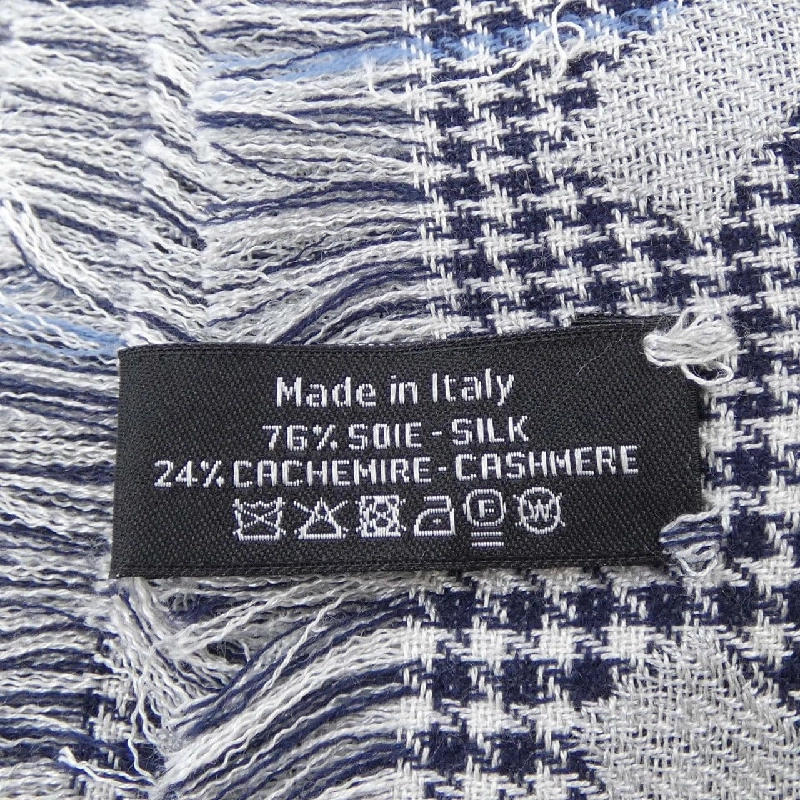 Made in Italy
76% SOIE - SILK
24% CACHEMIRE - CASHMERE
F W